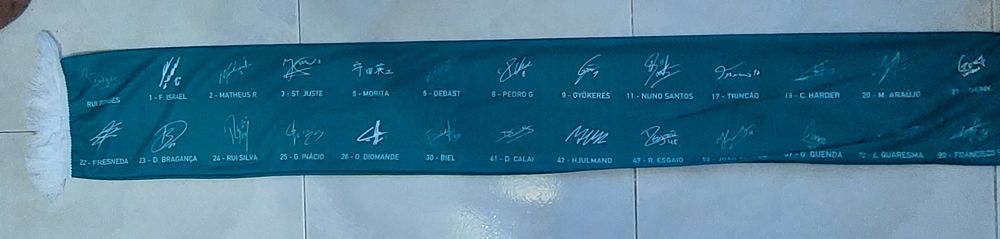 RUI BORGES 1 - F. ISRAEL 2 - MATHEUS R 3 - ST. JUSTE 5 - MORITA 6 - DEBAST 8 - PEDRO G 9 - GYÖKERES 11 - NUNO SANTOS 17 - TRINCÃO 19 - C. HARDER 20 - M. ARAÚJO 21 -
22 - FRESNEDA 23 - D. BRAGANÇA 24 - RUI SILVA 25 - G. INÁCIO 26 - O. DIOMANDE 30 - BIEL 41 - D. CALAI 42 - HJULMAND 47 - R. ESGAIO G. QUENDA 72 - E. QUARESMA